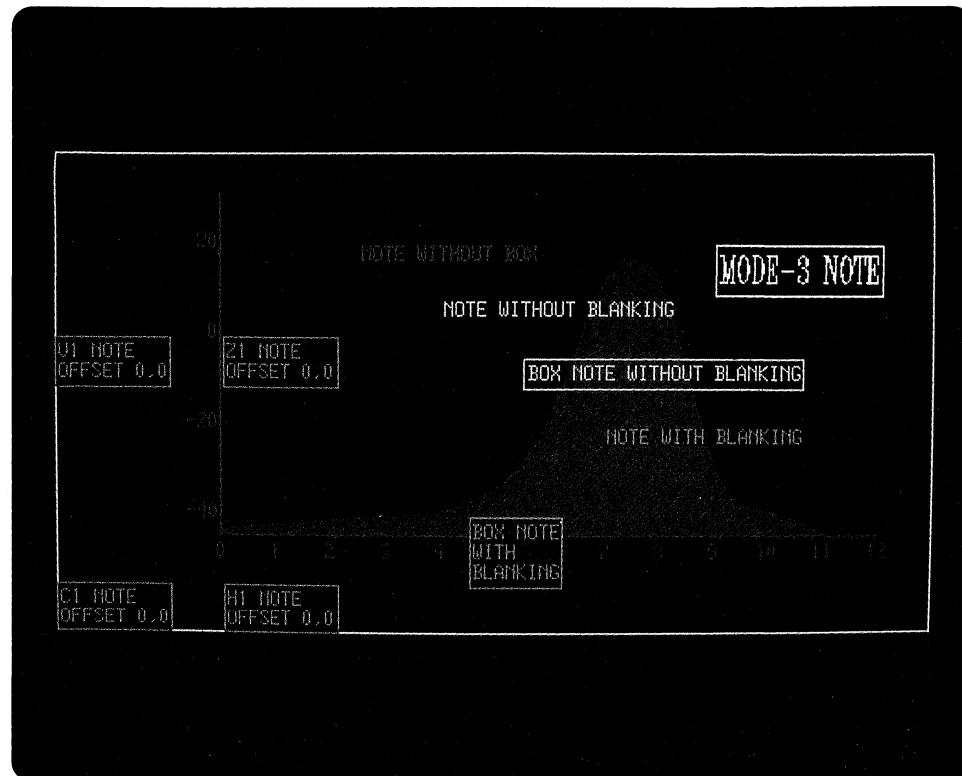 20
NOTE WITHOUT BOX
MODE-3 NOTE
NOTE WITHOUT BLANKING
0
V1 NOTE
OFFSET 0.0
Z1 NOTE
OFFSET 0.0
BOX NOTE WITHOUT BLANKING
-20
NOTE WITH BLANKING
-40
0 1 2 3 4 7 8 9 10 11 12
BOX NOTE
WITH
BLANKING
C1 NOTE
OFFSET 0.0
H1 NOTE
OFFSET 0.0